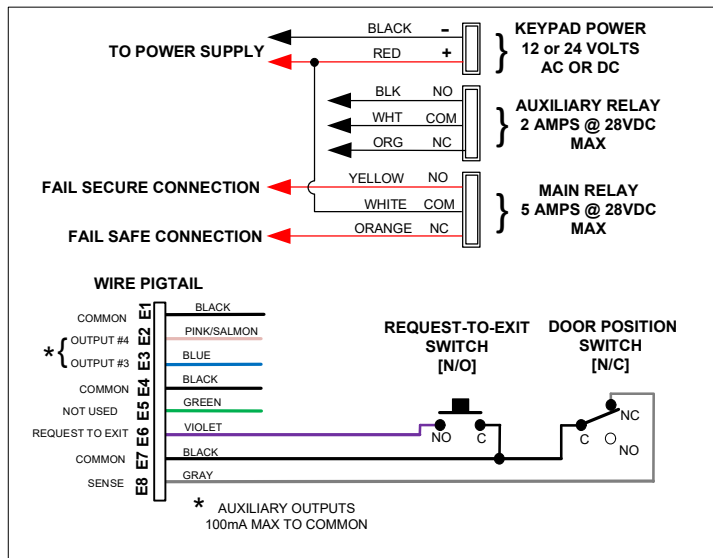 BLACK - KEYPAD POWER
TO POWER SUPPLY RED + 12 or 24 VOLTS
AC OR DC
BLK NO AUXILIARY RELAY
WHT COM 2 AMPS @ 28VDC
ORG NC MAX
FAIL SECURE CONNECTION YELLOW NO MAIN RELAY
WHITE COM 5 AMPS @ 28VDC
FAIL SAFE CONNECTION ORANGE NC MAX
WIRE PIGTAIL
COMMON E1 BLACK
* { OUTPUT #4 E2 PINK/SALMON
OUTPUT #3 E3 BLUE
COMMON E4 BLACK
NOT USED E5 GREEN
REQUEST TO EXIT E6 VIOLET
COMMON E7 BLACK
SENSE E8 GRAY
REQUEST-TO-EXIT
SWITCH
[N/O]
NO C
DOOR POSITION
SWITCH
[N/C]
NC
C
NO
* AUXILIARY OUTPUTS
100mA MAX TO COMMON